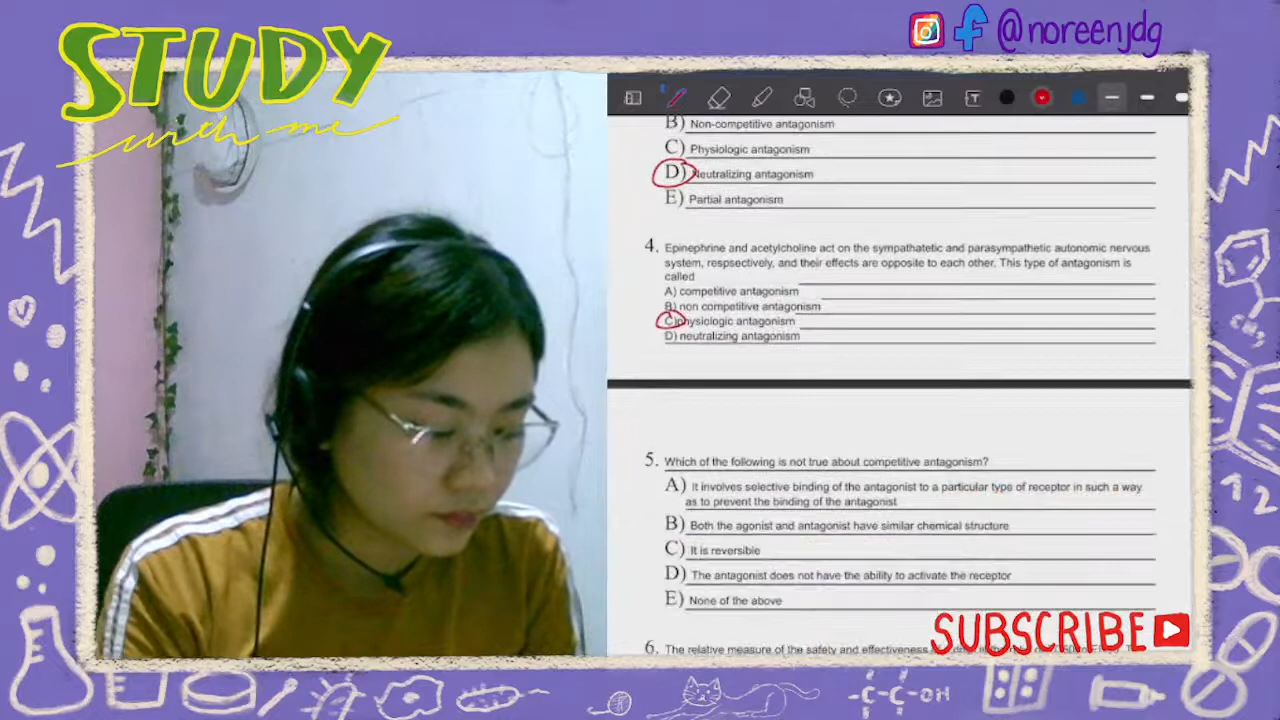 STUDY
with me
@noreenjdg
B) Non-competitive antagonism
C) Physiologic antagonism
D) Neutralizing antagonism
E) Partial antagonism
4. Epinephrine and acetylcholine act on the sympathatetic and parasympathetic autonomic nervous
system, respsectively, and their effects are opposite to each other. This type of antagonism is
called
A) competitive antagonism
B) non competitive antagonism
C) physiologic antagonism
D) neutralizing antagonism
5. Which of the following is not true about competitive antagonism?
A) It involves selective binding of the antagonist to a particular type of receptor in such a way
as to prevent the binding of the antagonist
B) Both the agonist and antagonist have similar chemical structure
C) It is reversible
D) The antagonist does not have the ability to activate the receptor
E) None of the above
SUBSCRIBE
6. The relative measure of the safety and effectiveness
12
-C-C-OH